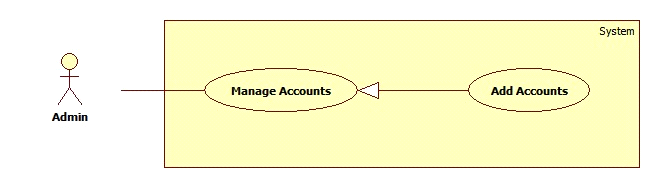 System
Manage Accounts
Add Accounts
Admin